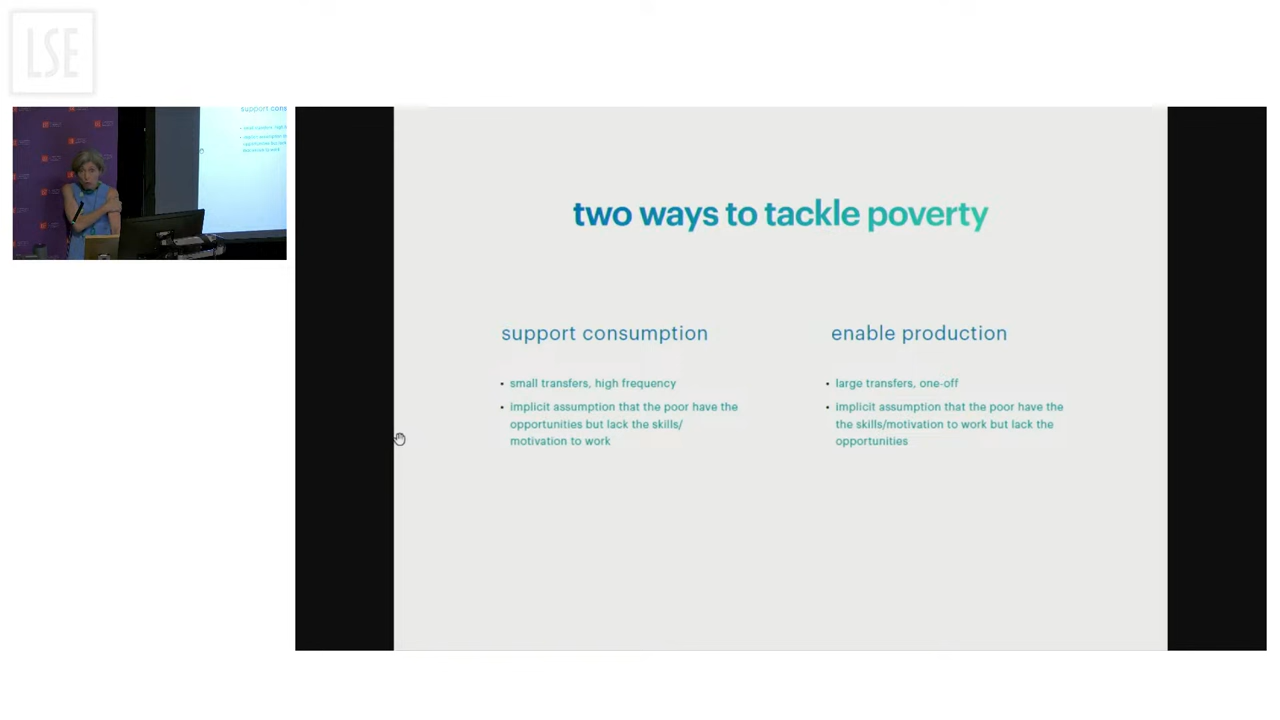 LSE
support cons
two ways to tackle poverty
support consumption
• small transfers, high frequency
• implicit assumption that the poor have the
opportunities but lack the skills/
motivation to work
enable production
• large transfers, one-off
• implicit assumption that the poor have the
the skills/motivation to work but lack the
opportunities